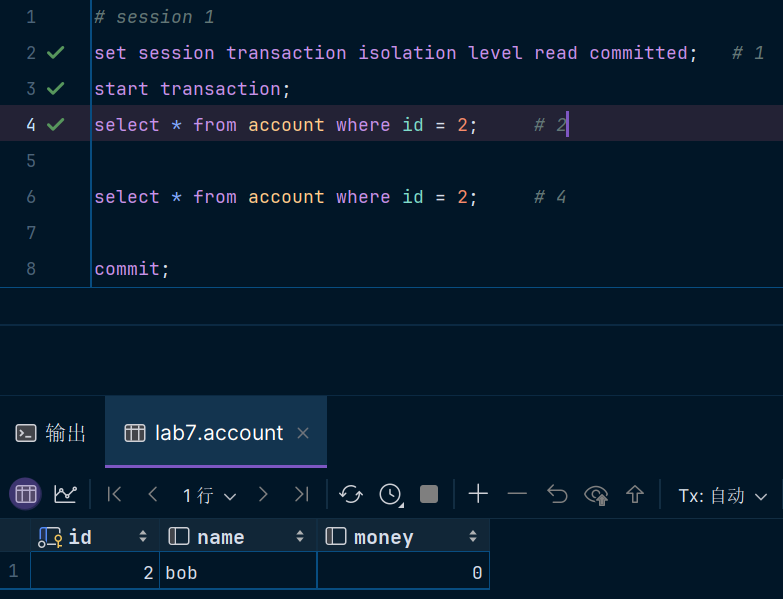 1 # session 1
2 set session transaction isolation level read committed; # 1
3 start transaction;
4 select * from account where id = 2; # 2
5
6 select * from account where id = 2; # 4
7
8 commit;
输出 lab7.account
1 行 Tx: 自动
id name money
1 2 bob 0